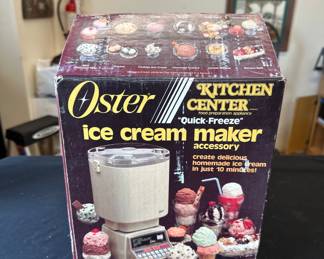 Oster
KITCHEN
CENTER
food preparation appliance
"Quick-Freeze"
ice cream maker
accessory
create delicious
homemade ice cream
in just 10 minutes!